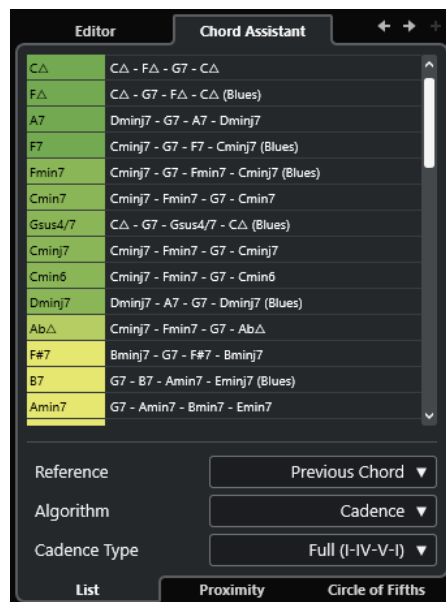 Editor Chord Assistant
C△ C△ - F△ - G7 - C△
F△ C△ - G7 - F△ - C△ (Blues)
A7 Dminj7 - G7 - A7 - Dminj7
F7 Cminj7 - G7 - F7 - Cminj7 (Blues)
Fmin7 Cminj7 - G7 - Fmin7 - Cminj7 (Blues)
Cmin7 Cminj7 - Fmin7 - G7 - Cmin7
Gsus4/7 C△ - G7 - Gsus4/7 - C△ (Blues)
Cminj7 Cminj7 - Fmin7 - G7 - Cminj7
Cmin6 Cminj7 - Fmin7 - G7 - Cmin6
Dminj7 Dminj7 - A7 - G7 - Dminj7 (Blues)
Ab△ Cminj7 - Fmin7 - G7 - Ab△
F#7 Bminj7 - G7 - F#7 - Bminj7
B7 G7 - B7 - Amin7 - Eminj7 (Blues)
Amin7 G7 - Amin7 - Bmin7 - Emin7
Reference Previous Chord
Algorithm Cadence
Cadence Type Full (I-IV-V-I)
List Proximity Circle of Fifths